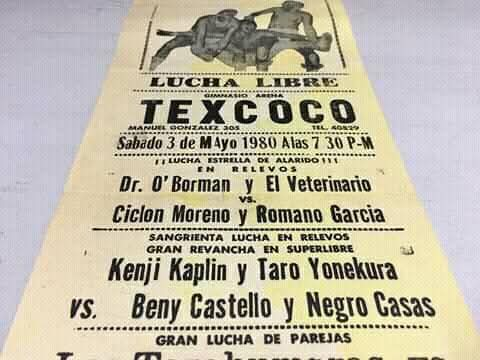 LUCHA LIBRE
GIMNASIO ARENA
TEXCOCO
MANUEL GONZALEZ 305 TEL. 40829
Sabado 3 de MAyo 1980 Alas 7 30 P-M
¡¡LUCHA ESTRELLA DE ALARIDO!!!
EN RELEVOS
Dr. O'Borman y El Veterinario
VS.
Ciclon Moreno y Romano Garcia
SANGRIENTA LUCHA EN RELEVOS
GRAN REVANCHA EN SUPERLIBRE
Kenji Kaplin y Taro Yonekura
vs. Beny Castello y Negro Casas
GRAN LUCHA DE PAREJAS